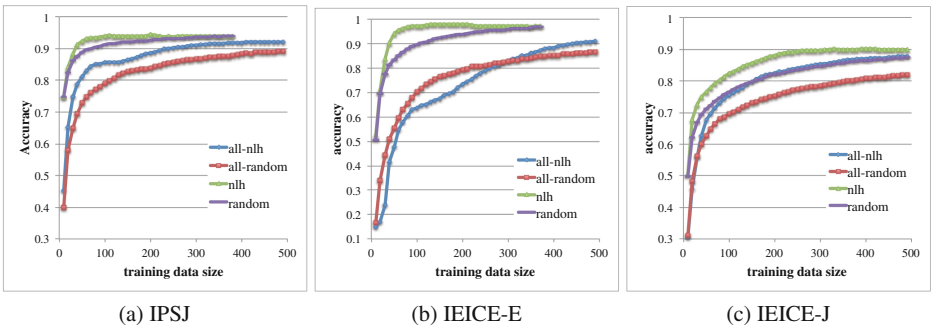 1
0.9
0.8
0.7
0.6
0.5
0.4
0.3
Accuracy
0 100 200 300 400 500
training data size
all-nlh
all-random
nlh
random
(a) IPSJ
1
0.9
0.8
0.7
0.6
0.5
0.4
0.3
0.2
0.1
accuracy
0 100 200 300 400 500
training data size
all-nlh
all-random
nlh
random
(b) IEICE-E
1
0.9
0.8
0.7
0.6
0.5
0.4
0.3
accuracy
0 100 200 300 400 500
training data size
all-nlh
all-random
nlh
random
(c) IEICE-J